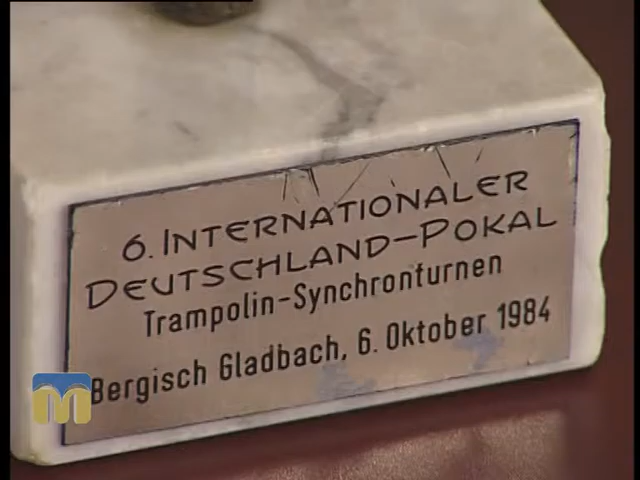 6. INTERNATIONALER
DEUTSCHLAND-POKAL
Trampolin-Synchronturnen
Bergisch Gladbach, 6. Oktober 1984
M